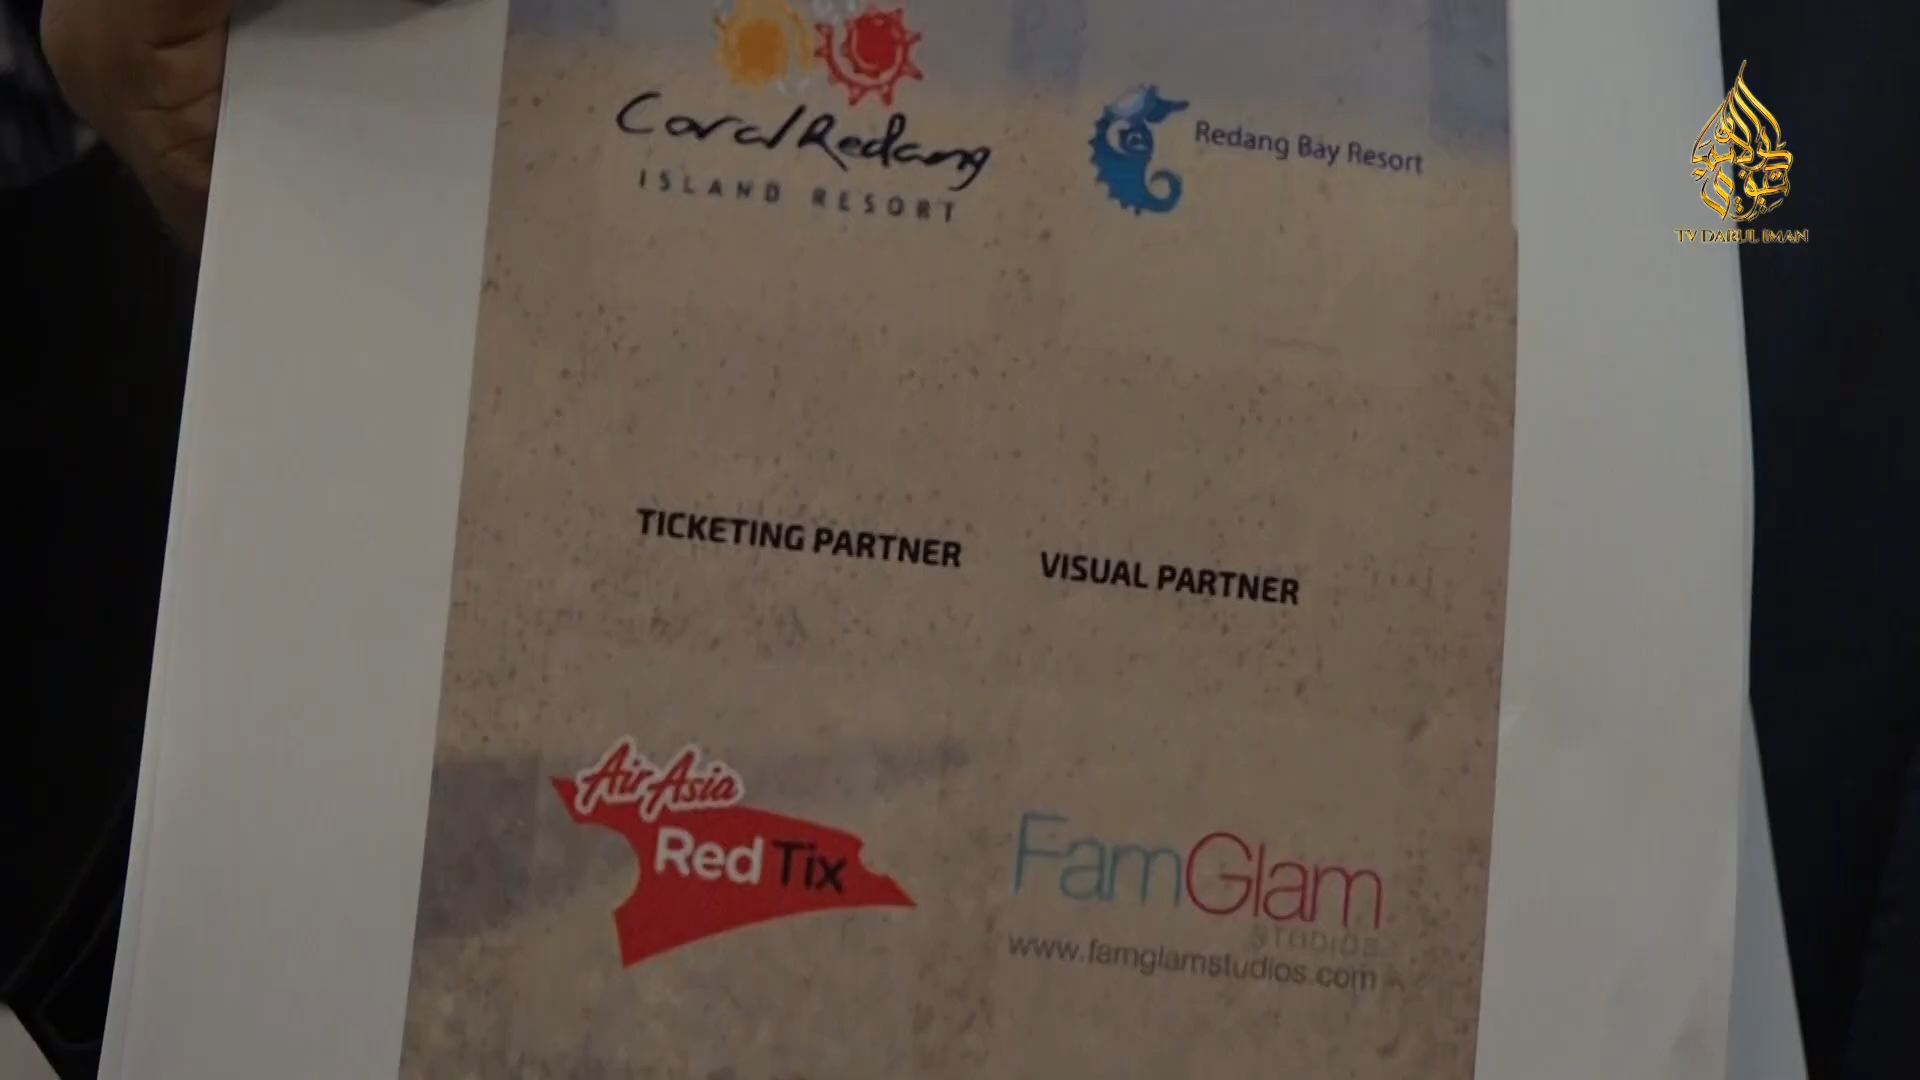 Coral Redang
ISLAND RESORT
Redang Bay Resort
TV DARUL IMAN
TICKETING PARTNER
VISUAL PARTNER
AirAsia
Red Tix
FamGlam
STUDIOS
www.famglamstudios.com